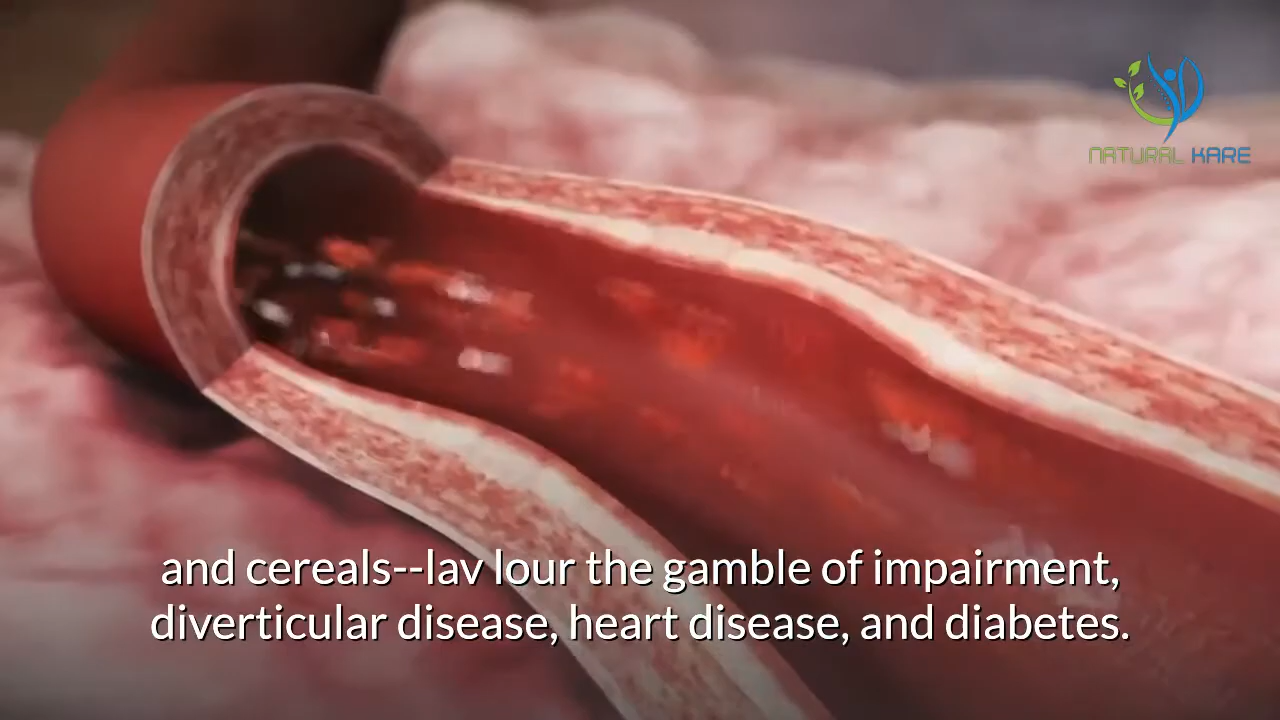 NATURAL KARE
and cereals--lav lour the gamble of impairment,
diverticular disease, heart disease, and diabetes.